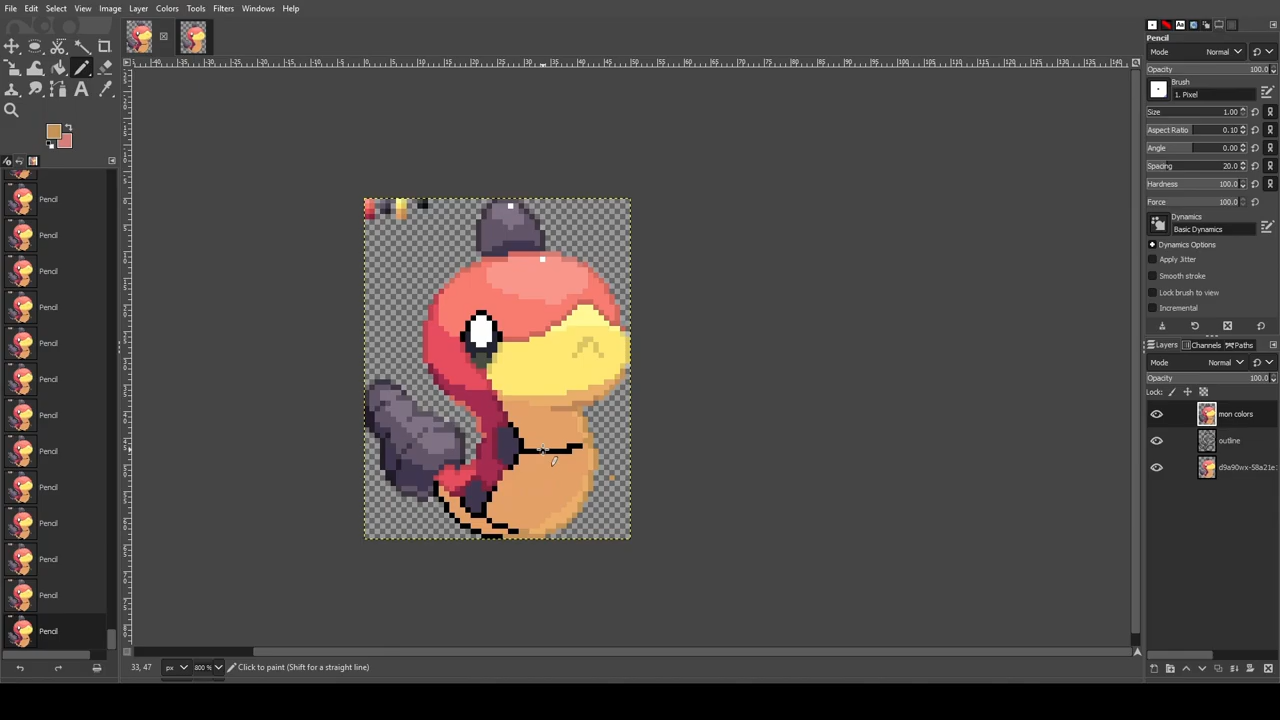 File Edit Select View Image Layer Colors Tools Filters Windows Help
Pencil
Mode Normal
Opacity 100.0
Brush
1. Pixel
Size 1.00
Aspect Ratio 0.10
Angle 0.00
Spacing 20.0
Hardness 100.0
Force 100.0
Dynamics
Basic Dynamics
Dynamics Options
Apply Jitter
Smooth stroke
Lock brush to view
Incremental
Layers Channels Paths
Mode Normal
Opacity 100.0
Lock:
mon colors
outline
d9a90wx-58a21e
Pencil
Pencil
Pencil
Pencil
Pencil
Pencil
Pencil
Pencil
Pencil
Pencil
Pencil
Pencil
Pencil
33, 47 px 800 % Click to paint (Shift for a straight line)